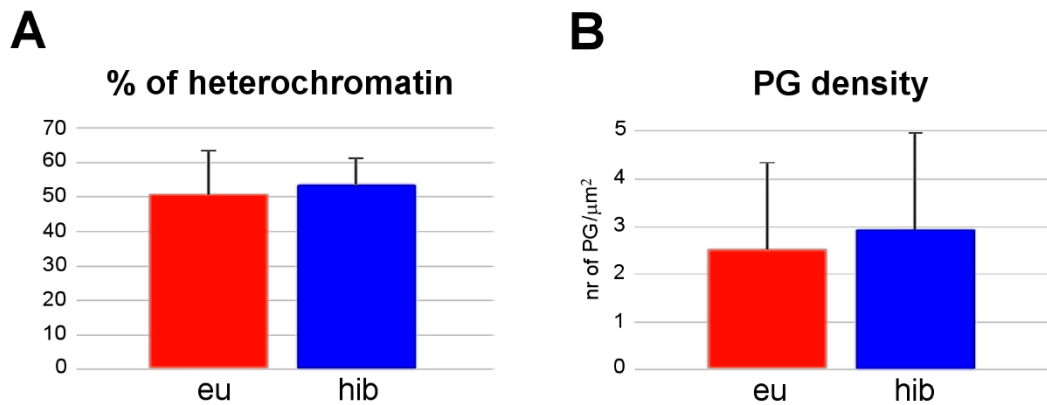 A
% of heterochromatin
70
60
50
40
30
20
10
0
eu hib
B
PG density
nr of PG/μm²
5
4
3
2
1
0
eu hib